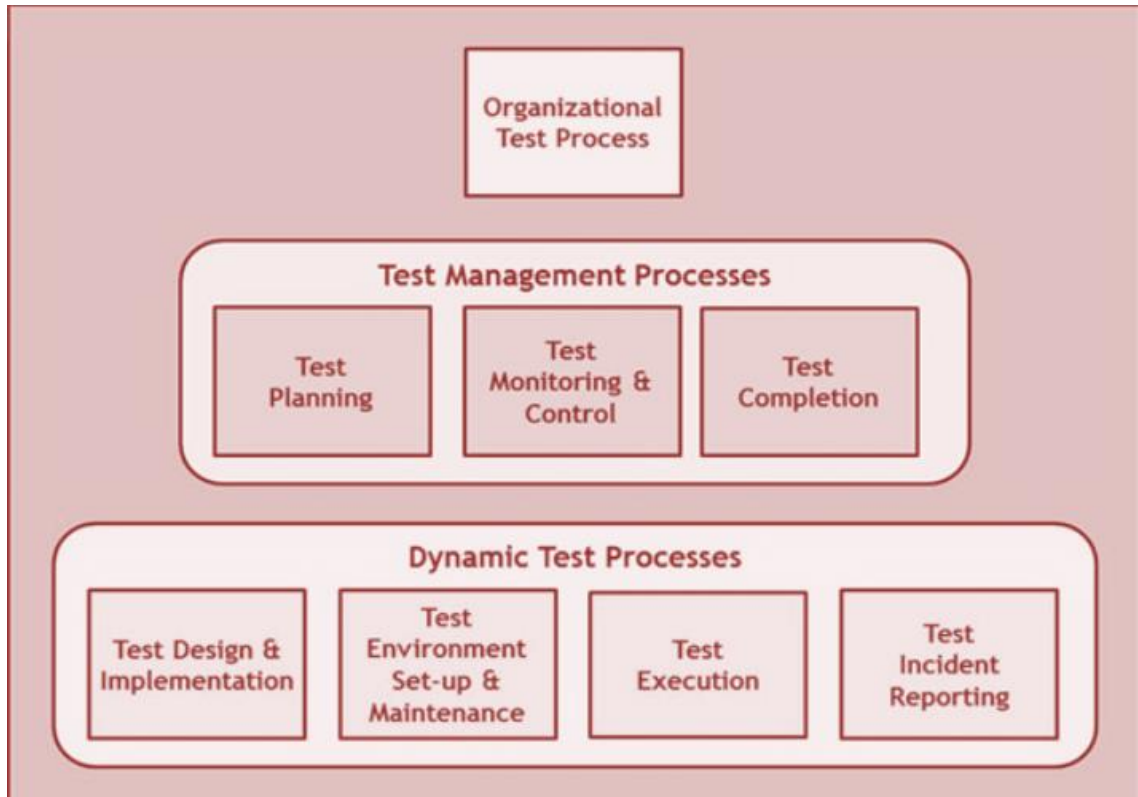 Organizational
Test Process
Test Management Processes
Test
Planning
Test
Monitoring &
Control
Test
Completion
Dynamic Test Processes
Test Design &
Implementation
Test
Environment
Set-up &
Maintenance
Test
Execution
Test
Incident
Reporting